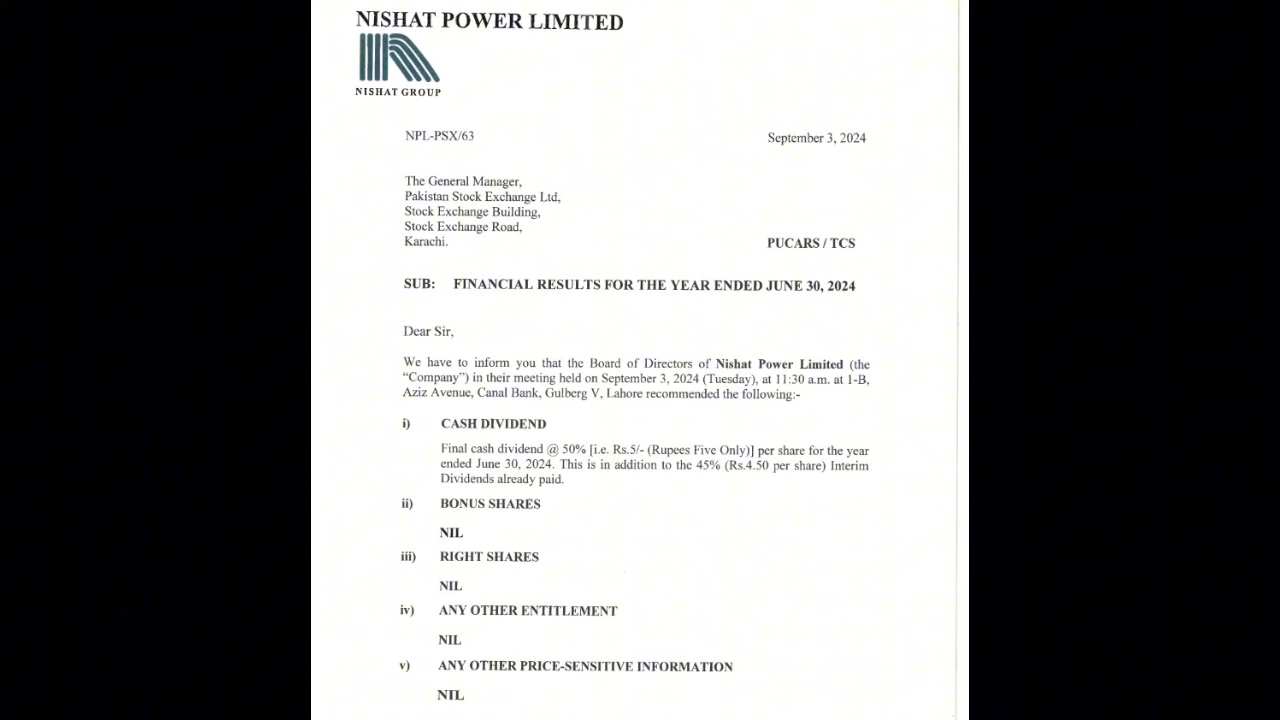 NISHAT POWER LIMITED
NISHAT GROUP
NPL-PSX/63
September 3, 2024
The General Manager,
Pakistan Stock Exchange Ltd,
Stock Exchange Building,
Stock Exchange Road,
Karachi.
PUCARS / TCS
SUB: FINANCIAL RESULTS FOR THE YEAR ENDED JUNE 30, 2024
Dear Sir,
We have to inform you that the Board of Directors of Nishat Power Limited (the
“Company”) in their meeting held on September 3, 2024 (Tuesday), at 11:30 a.m. at 1-B,
Aziz Avenue, Canal Bank, Gulberg V, Lahore recommended the following:-
i) CASH DIVIDEND
Final cash dividend @ 50% [i.e. Rs.5/- (Rupees Five Only)] per share for the year
ended June 30, 2024. This is in addition to the 45% (Rs.4.50 per share) Interim
Dividends already paid.
ii) BONUS SHARES
NIL
iii) RIGHT SHARES
NIL
iv) ANY OTHER ENTITLEMENT
NIL
v) ANY OTHER PRICE-SENSITIVE INFORMATION
NIL